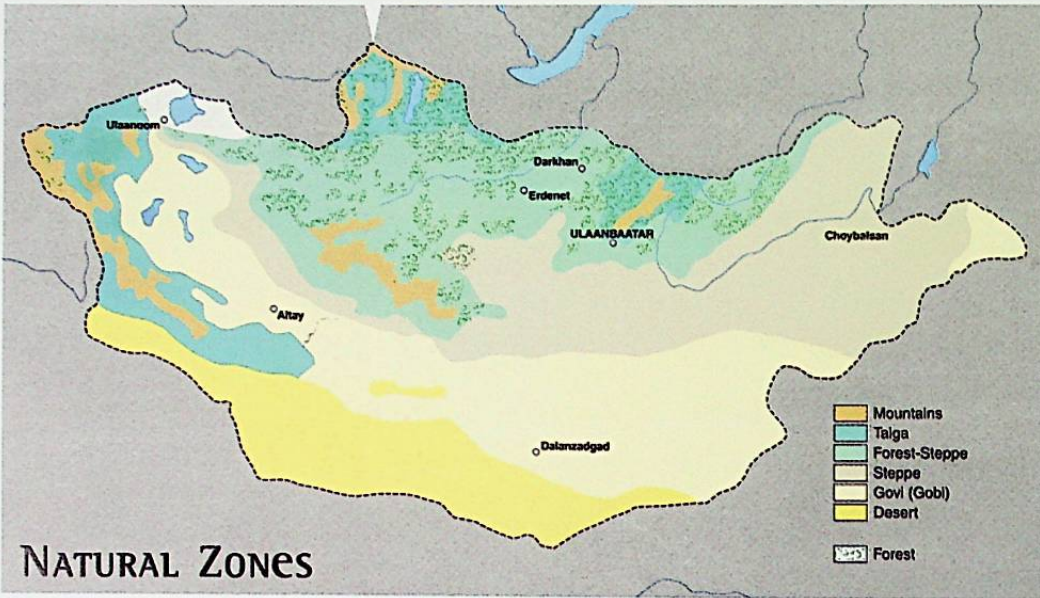 Ulaangom
Darkhan
Erdenet
ULAANBAATAR
Choybalsan
Altay
Dalanzadgad
Mountains
Taiga
Forest-Steppe
Steppe
Govi (Gobi)
Desert
Forest
NATURAL ZONES